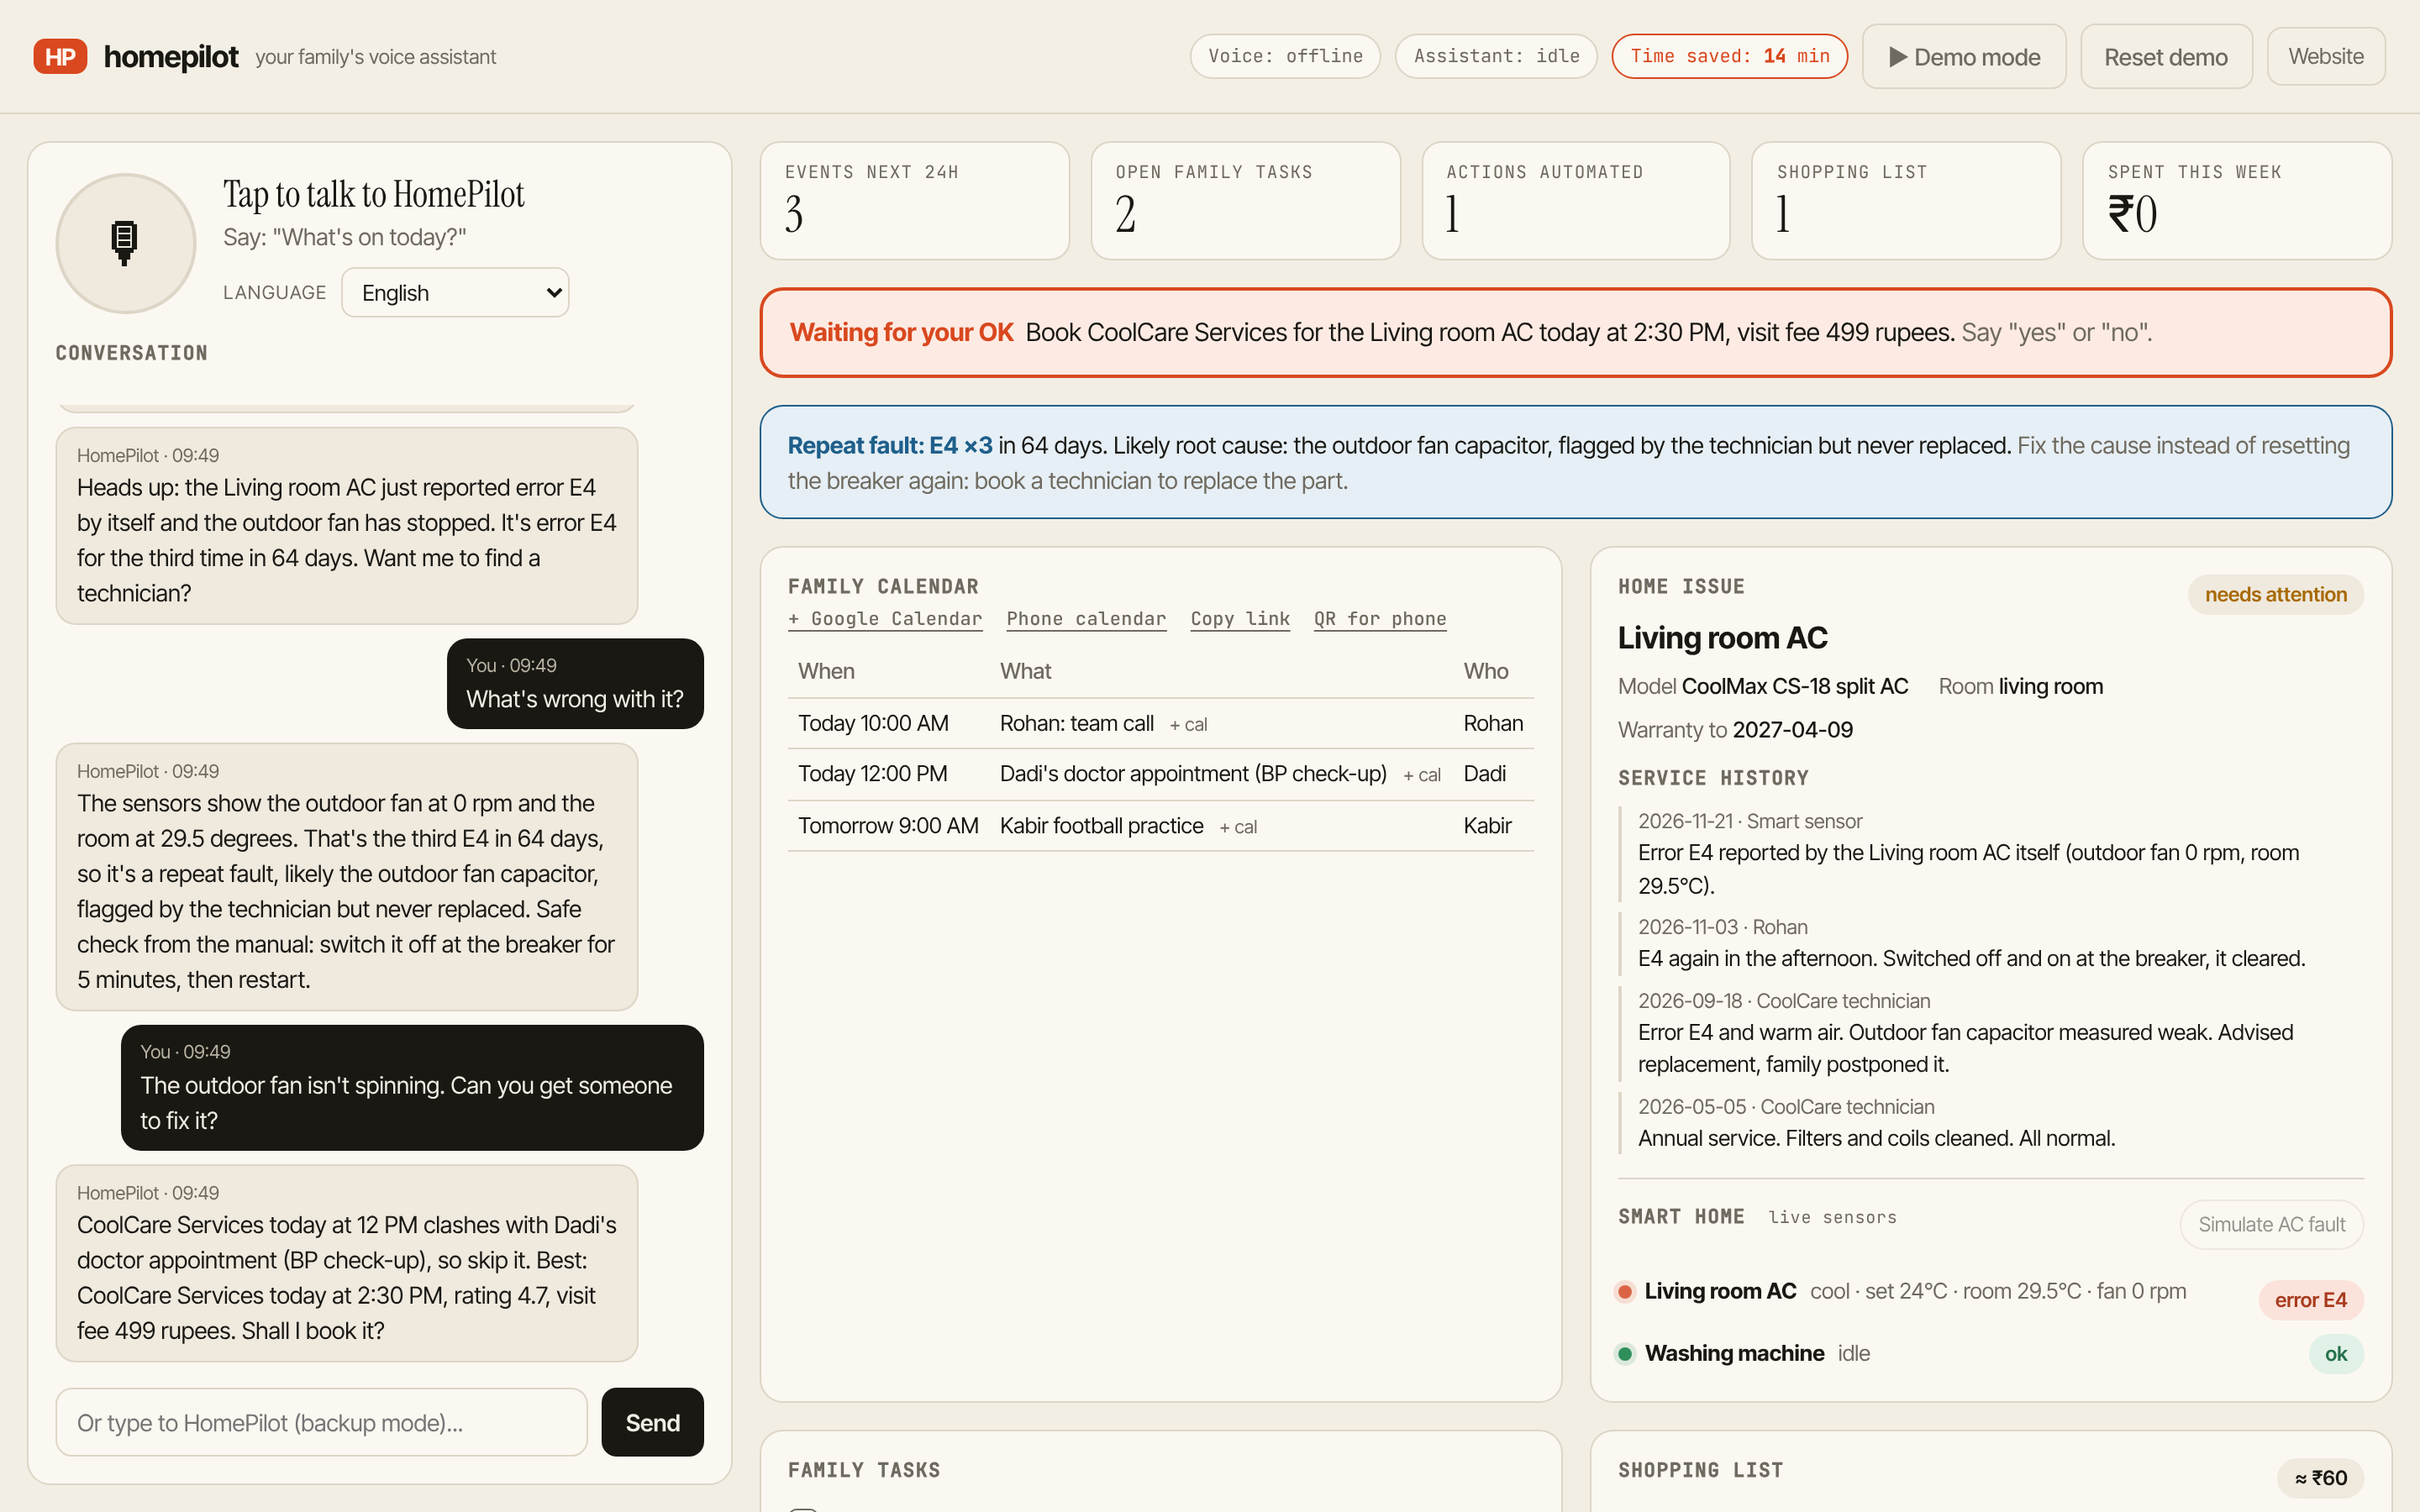 HP homepilot your family's voice assistant
Voice: offline
Assistant: idle
Time saved: 14 min
▶ Demo mode
Reset demo
Website
Tap to talk to HomePilot
Say: "What's on today?"
LANGUAGE English
CONVERSATION
HomePilot · 09:49
Heads up: the Living room AC just reported error E4
by itself and the outdoor fan has stopped. It's error E4
for the third time in 64 days. Want me to find a
technician?
You · 09:49
What's wrong with it?
HomePilot · 09:49
The sensors show the outdoor fan at 0 rpm and the
room at 29.5 degrees. That's the third E4 in 64 days,
so it's a repeat fault, likely the outdoor fan capacitor,
flagged by the technician but never replaced. Safe
check from the manual: switch it off at the breaker for
5 minutes, then restart.
You · 09:49
The outdoor fan isn't spinning. Can you get someone
to fix it?
HomePilot · 09:49
CoolCare Services today at 12 PM clashes with Dadi's
doctor appointment (BP check-up), so skip it. Best:
CoolCare Services today at 2:30 PM, rating 4.7, visit
fee 499 rupees. Shall I book it?
Or type to HomePilot (backup mode)...
Send
EVENTS NEXT 24H
3
OPEN FAMILY TASKS
2
ACTIONS AUTOMATED
1
SHOPPING LIST
1
SPENT THIS WEEK
₹0
Waiting for your OK Book CoolCare Services for the Living room AC today at 2:30 PM, visit fee 499 rupees. Say "yes" or "no".
Repeat fault: E4 ×3 in 64 days. Likely root cause: the outdoor fan capacitor, flagged by the technician but never replaced. Fix the cause instead of resetting
the breaker again: book a technician to replace the part.
FAMILY CALENDAR
+ Google Calendar Phone calendar Copy link QR for phone
When What Who
Today 10:00 AM Rohan: team call + cal Rohan
Today 12:00 PM Dadi's doctor appointment (BP check-up) + cal Dadi
Tomorrow 9:00 AM Kabir football practice + cal Kabir
HOME ISSUE
needs attention
Living room AC
Model CoolMax CS-18 split AC Room living room
Warranty to 2027-04-09
SERVICE HISTORY
2026-11-21 · Smart sensor
Error E4 reported by the Living room AC itself (outdoor fan 0 rpm, room
29.5°C).
2026-11-03 · Rohan
E4 again in the afternoon. Switched off and on at the breaker, it cleared.
2026-09-18 · CoolCare technician
Error E4 and warm air. Outdoor fan capacitor measured weak. Advised
replacement, family postponed it.
2026-05-05 · CoolCare technician
Annual service. Filters and coils cleaned. All normal.
SMART HOME live sensors
Simulate AC fault
Living room AC cool · set 24°C · room 29.5°C · fan 0 rpm
error E4
Washing machine idle
ok
FAMILY TASKS
SHOPPING LIST
≈ ₹60